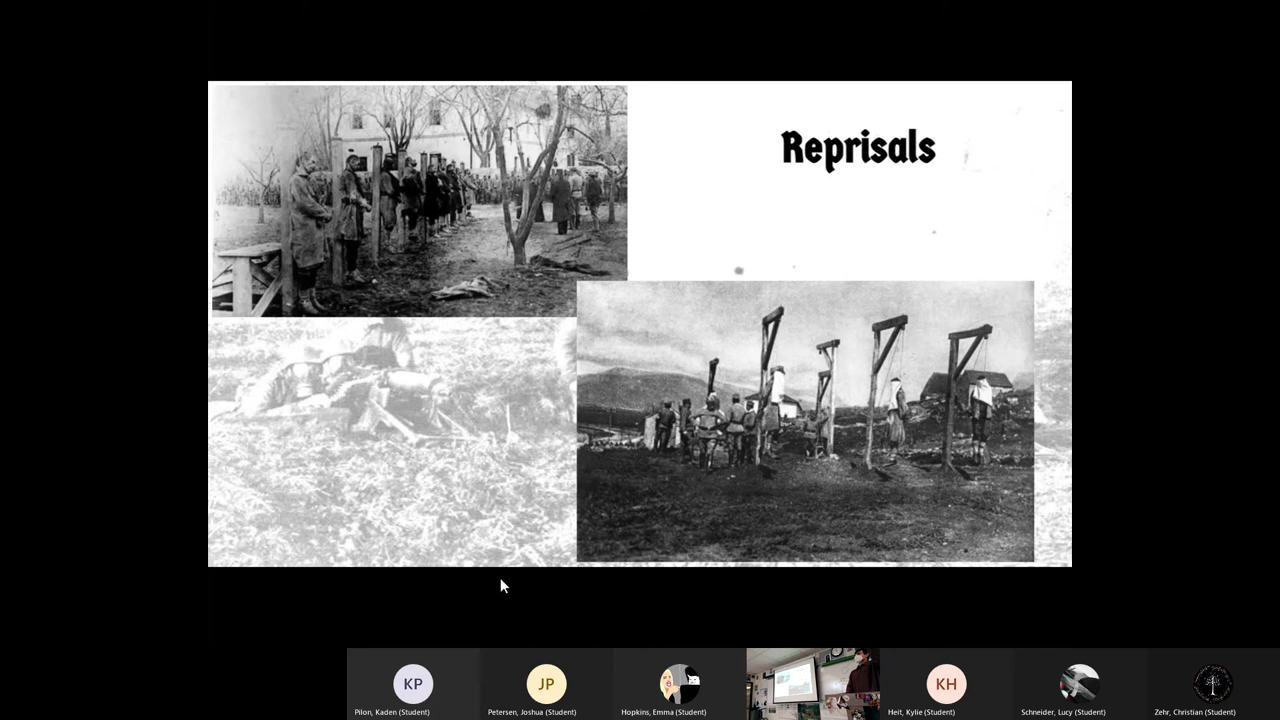 Reprisals
KP
JP
KH
Pilon, Kaden (Student)
Petersen, Joshua (Student)
Hopkins, Emma (Student)
Heit, Kylie (Student)
Schneider, Lucy (Student)
Zehr, Christian (Student)